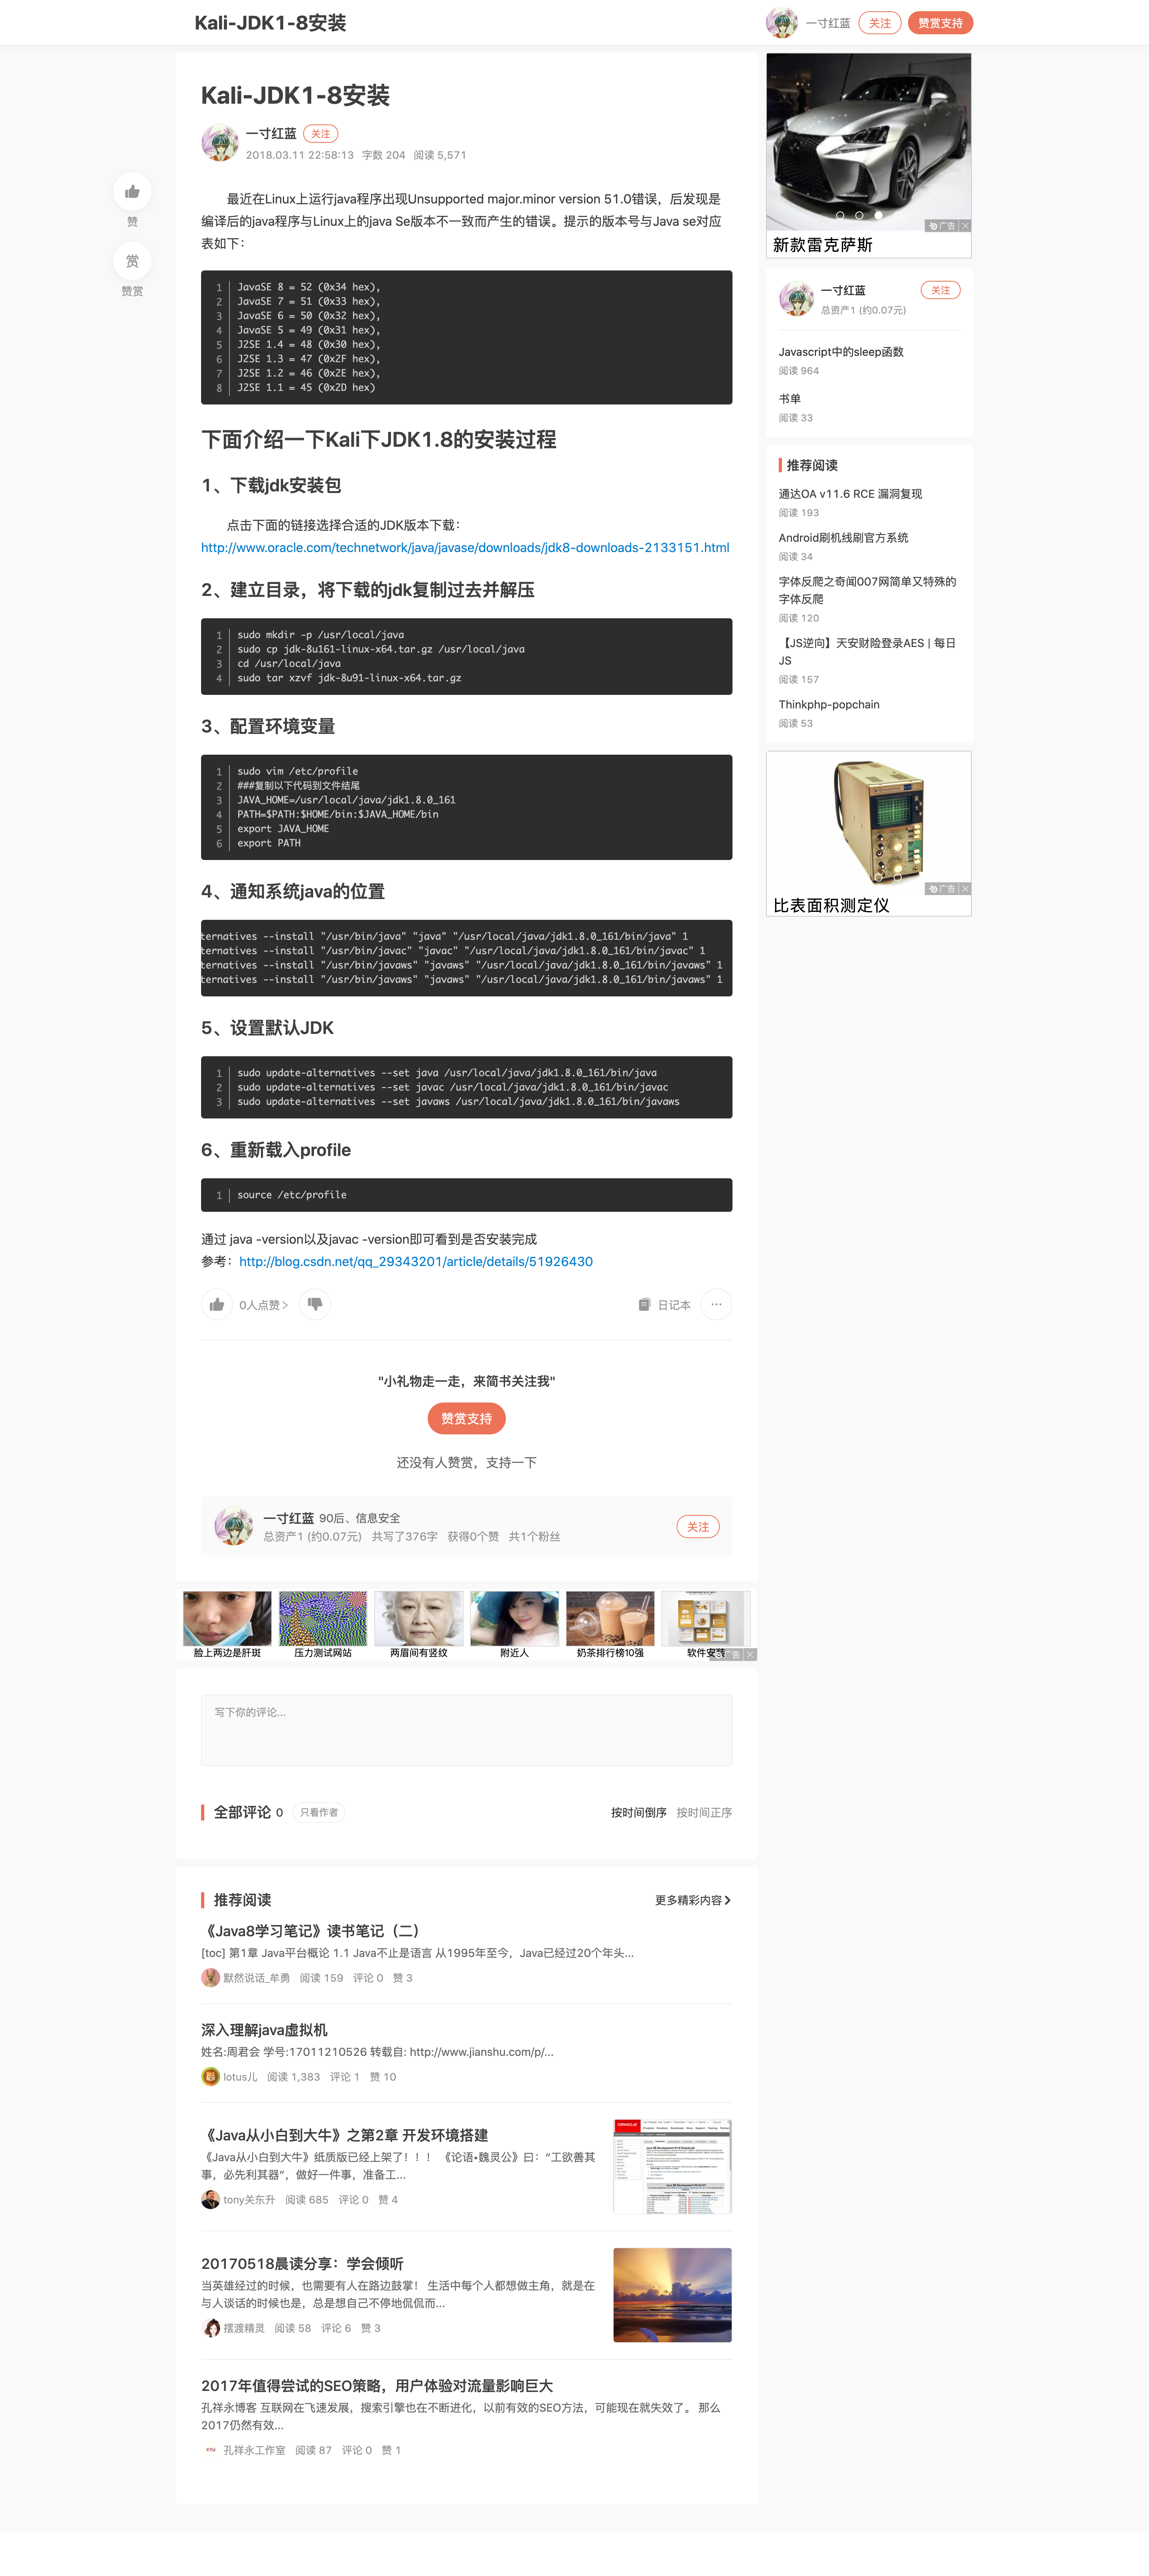 Kali-JDK1-8安装
一寸红蓝 关注 赞赏支持
Kali-JDK1-8安装
一寸红蓝 关注
2018.03.11 22:58:13 字数 204 阅读 5,571
赞
赏
赞赏
最近在Linux上运行java程序出现Unsupported major.minor version 51.0错误，后发现是
编译后的java程序与Linux上的java Se版本不一致而产生的错误。提示的版本号与Java se对应
表如下：
1 JavaSE 8 = 52 (0x34 hex),
2 JavaSE 7 = 51 (0x33 hex),
3 JavaSE 6 = 50 (0x32 hex),
4 JavaSE 5 = 49 (0x31 hex),
5 J2SE 1.4 = 48 (0x30 hex),
6 J2SE 1.3 = 47 (0x2F hex),
7 J2SE 1.2 = 46 (0x2E hex),
8 J2SE 1.1 = 45 (0x2D hex)
下面介绍一下Kali下JDK1.8的安装过程
1、下载jdk安装包
点击下面的链接选择合适的JDK版本下载：
http://www.oracle.com/technetwork/java/javase/downloads/jdk8-downloads-2133151.html
2、建立目录，将下载的jdk复制过去并解压
1 sudo mkdir -p /usr/local/java
2 sudo cp jdk-8u161-linux-x64.tar.gz /usr/local/java
3 cd /usr/local/java
4 sudo tar xzvf jdk-8u91-linux-x64.tar.gz
3、配置环境变量
1 sudo vim /etc/profile
2 ###复制以下代码到文件结尾
3 JAVA_HOME=/usr/local/java/jdk1.8.0_161
4 PATH=$PATH:$HOME/bin:$JAVA_HOME/bin
5 export JAVA_HOME
6 export PATH
4、通知系统java的位置
ternatives --install "/usr/bin/java" "java" "/usr/local/java/jdk1.8.0_161/bin/java" 1
ternatives --install "/usr/bin/javac" "javac" "/usr/local/java/jdk1.8.0_161/bin/javac" 1
ternatives --install "/usr/bin/javaws" "javaws" "/usr/local/java/jdk1.8.0_161/bin/javaws" 1
ternatives --install "/usr/bin/javaws" "javaws" "/usr/local/java/jdk1.8.0_161/bin/javaws" 1
5、设置默认JDK
1 sudo update-alternatives --set java /usr/local/java/jdk1.8.0_161/bin/java
2 sudo update-alternatives --set javac /usr/local/java/jdk1.8.0_161/bin/javac
3 sudo update-alternatives --set javaws /usr/local/java/jdk1.8.0_161/bin/javaws
6、重新载入profile
1 source /etc/profile
通过 java -version以及javac -version即可看到是否安装完成
参考：http://blog.csdn.net/qq_29343201/article/details/51926430
0人点赞 > 日记本 ...
"小礼物走一走，来简书关注我"
赞赏支持
还没有人赞赏，支持一下
一寸红蓝 90后、信息安全
总资产1 (约0.07元) 共写了376字 获得0个赞 共1个粉丝
关注
脸上两边是肝斑 压力测试网站 两眉间有竖纹 附近人 奶茶排行榜10强 软件安装
广告
写下你的评论...
全部评论 0 只看作者 按时间倒序 按时间正序
推荐阅读 更多精彩内容 >
《Java8学习笔记》读书笔记（二）
[toc] 第1章 Java平台概论 1.1 Java不止是语言 从1995年至今，Java已经过20个年头...
默然说话_牟勇 阅读 159 评论 0 赞 3
深入理解java虚拟机
姓名:周君会 学号:17011210526 转载自: http://www.jianshu.com/p/...
lotus儿 阅读 1,383 评论 1 赞 10
《Java从小白到大牛》之第2章 开发环境搭建
《Java从小白到大牛》纸质版已经上架了！！！ 《论语•魏灵公》曰：“工欲善其
事，必先利其器”，做好一件事，准备工...
tony关东升 阅读 685 评论 0 赞 4
20170518晨读分享：学会倾听
当英雄经过的时候，也需要有人在路边鼓掌！ 生活中每个人都想做主角，就是在
与人谈话的时候也是，总是想自己不停地侃侃而...
摆渡精灵 阅读 58 评论 6 赞 3
2017年值得尝试的SEO策略，用户体验对流量影响巨大
孔祥永博客 互联网在飞速发展，搜索引擎也在不断进化，以前有效的SEO方法，可能现在就失效了。 那么
2017仍然有效...
孔祥永工作室 阅读 87 评论 0 赞 1
广告
新款雷克萨斯
一寸红蓝 关注
总资产1 (约0.07元)
Javascript中的sleep函数
阅读 964
书单
阅读 33
推荐阅读
通达OA v11.6 RCE 漏洞复现
阅读 193
Android刷机线刷官方系统
阅读 34
字体反爬之奇闻007网简单又特殊的
字体反爬
阅读 120
【JS逆向】天安财险登录AES | 每日
JS
阅读 157
Thinkphp-popchain
阅读 53
广告
比表面积测定仪